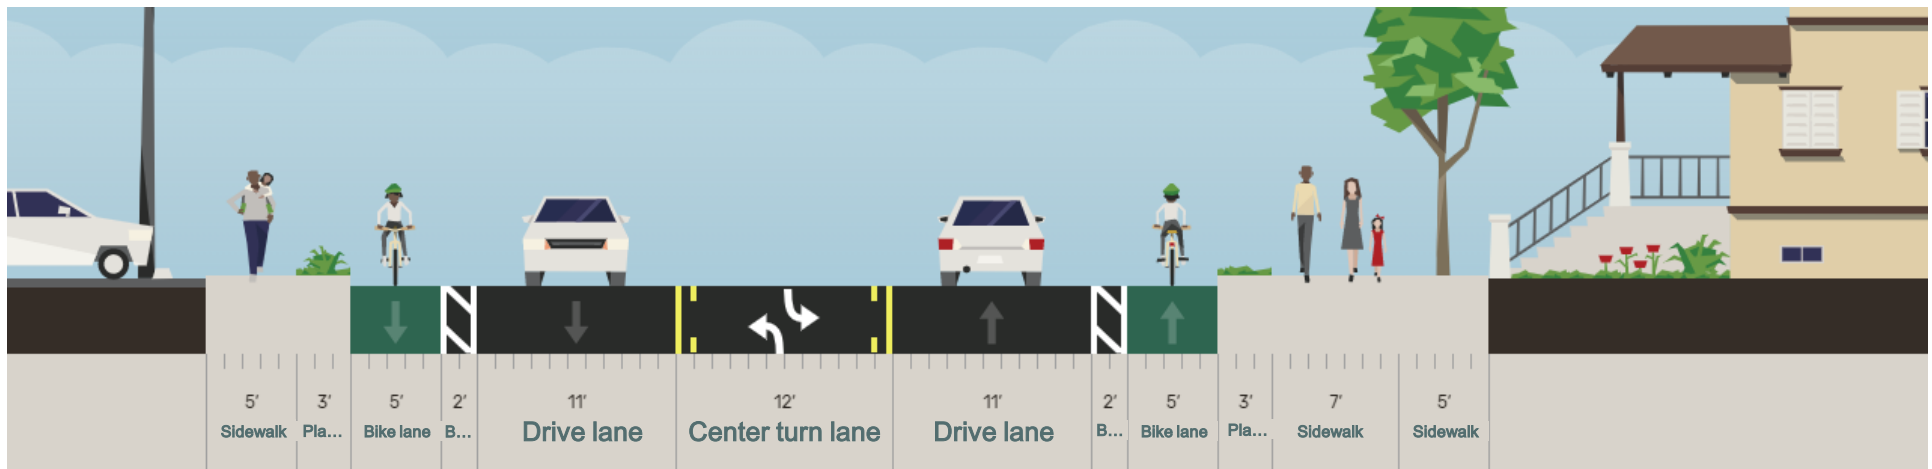 5' 3' 5' 2' 11' 12' 11' 2' 5' 3' 7' 5'
Sidewalk Pla... Bike lane B... Drive lane Center turn lane Drive lane B... Bike lane Pla... Sidewalk Sidewalk